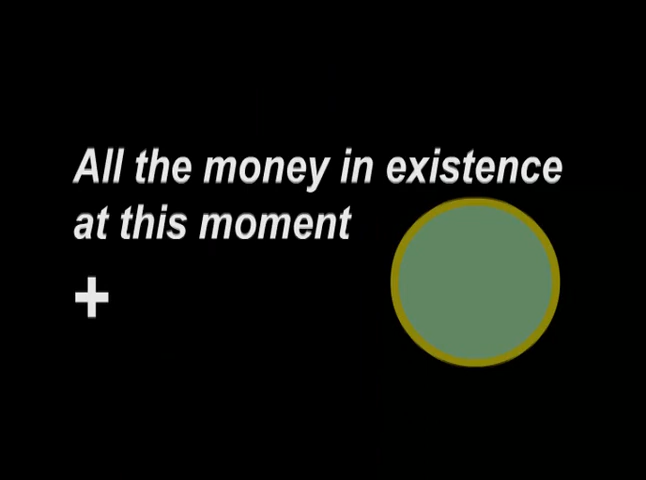 All the money in existence
at this moment
+